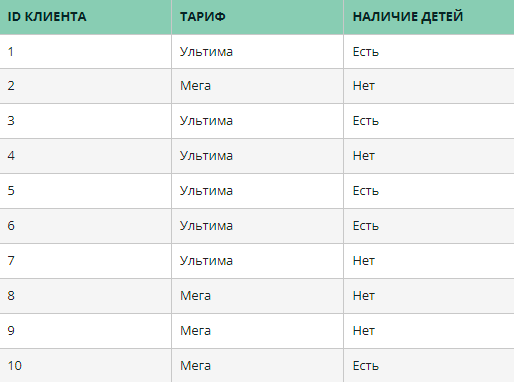 ID КЛИЕНТА ТАРИФ НАЛИЧИЕ ДЕТЕЙ
1 Ультима Есть
2 Мега Нет
3 Ультима Есть
4 Ультима Нет
5 Ультима Есть
6 Ультима Есть
7 Ультима Нет
8 Мега Нет
9 Мега Нет
10 Мега Есть